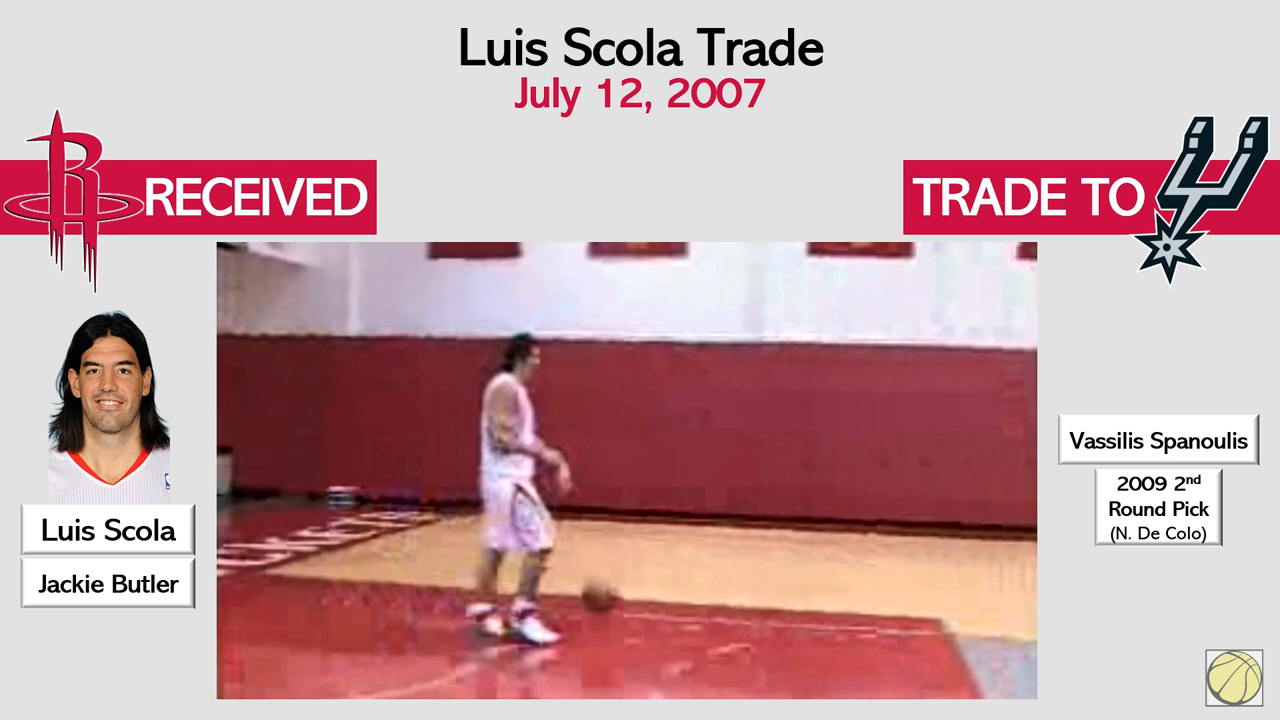 Luis Scola Trade
July 12, 2007
RECEIVED
TRADE TO
Luis Scola
Jackie Butler
Vassilis Spanoulis
2009 2nd
Round Pick
(N. De Colo)